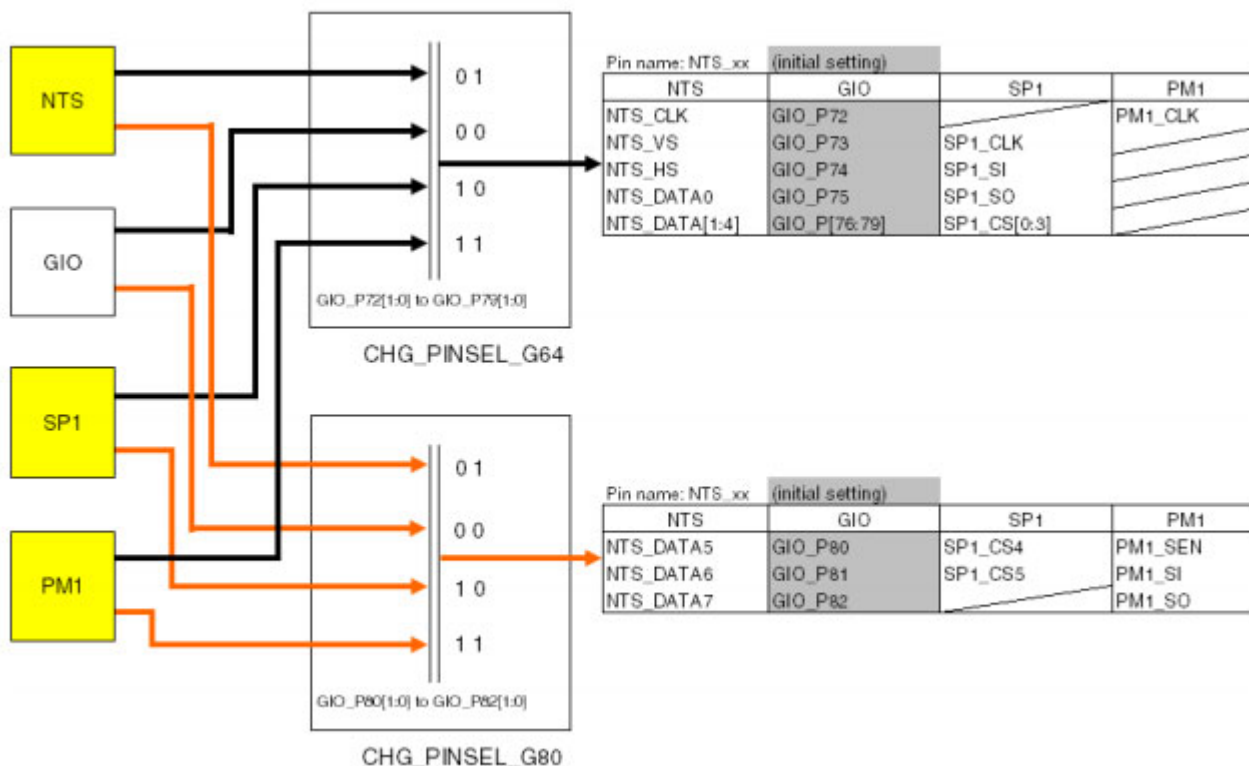 NTS
GIO
SP1
PM1
0 1
0 0
1 0
1 1
GIO_P72[1:0] to GIO_P79[1:0]
CHG_PINSEL_G64
Pin name: NTS_xx (initial setting)
NTS GIO SP1 PM1
NTS_CLK GIO_P72 PM1_CLK
NTS_VS GIO_P73 SP1_CLK
NTS_HS GIO_P74 SP1_SI
NTS_DATA0 GIO_P75 SP1_SO
NTS_DATA[1:4] GIO_P[76:79] SP1_CS[0:3]
0 1
0 0
1 0
1 1
GIO_P80[1:0] to GIO_P82[1:0]
CHG_PINSEL_G80
Pin name: NTS_xx (initial setting)
NTS GIO SP1 PM1
NTS_DATA5 GIO_P80 SP1_CS4 PM1_SEN
NTS_DATA6 GIO_P81 SP1_CS5 PM1_SI
NTS_DATA7 GIO_P82 PM1_SO